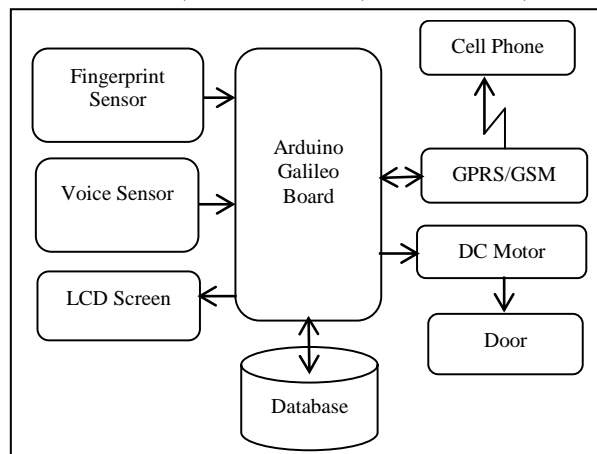 Cell Phone
Fingerprint
Sensor
Arduino
Galileo
Board
Voice Sensor
GPRS/GSM
DC Motor
LCD Screen
Door
Database